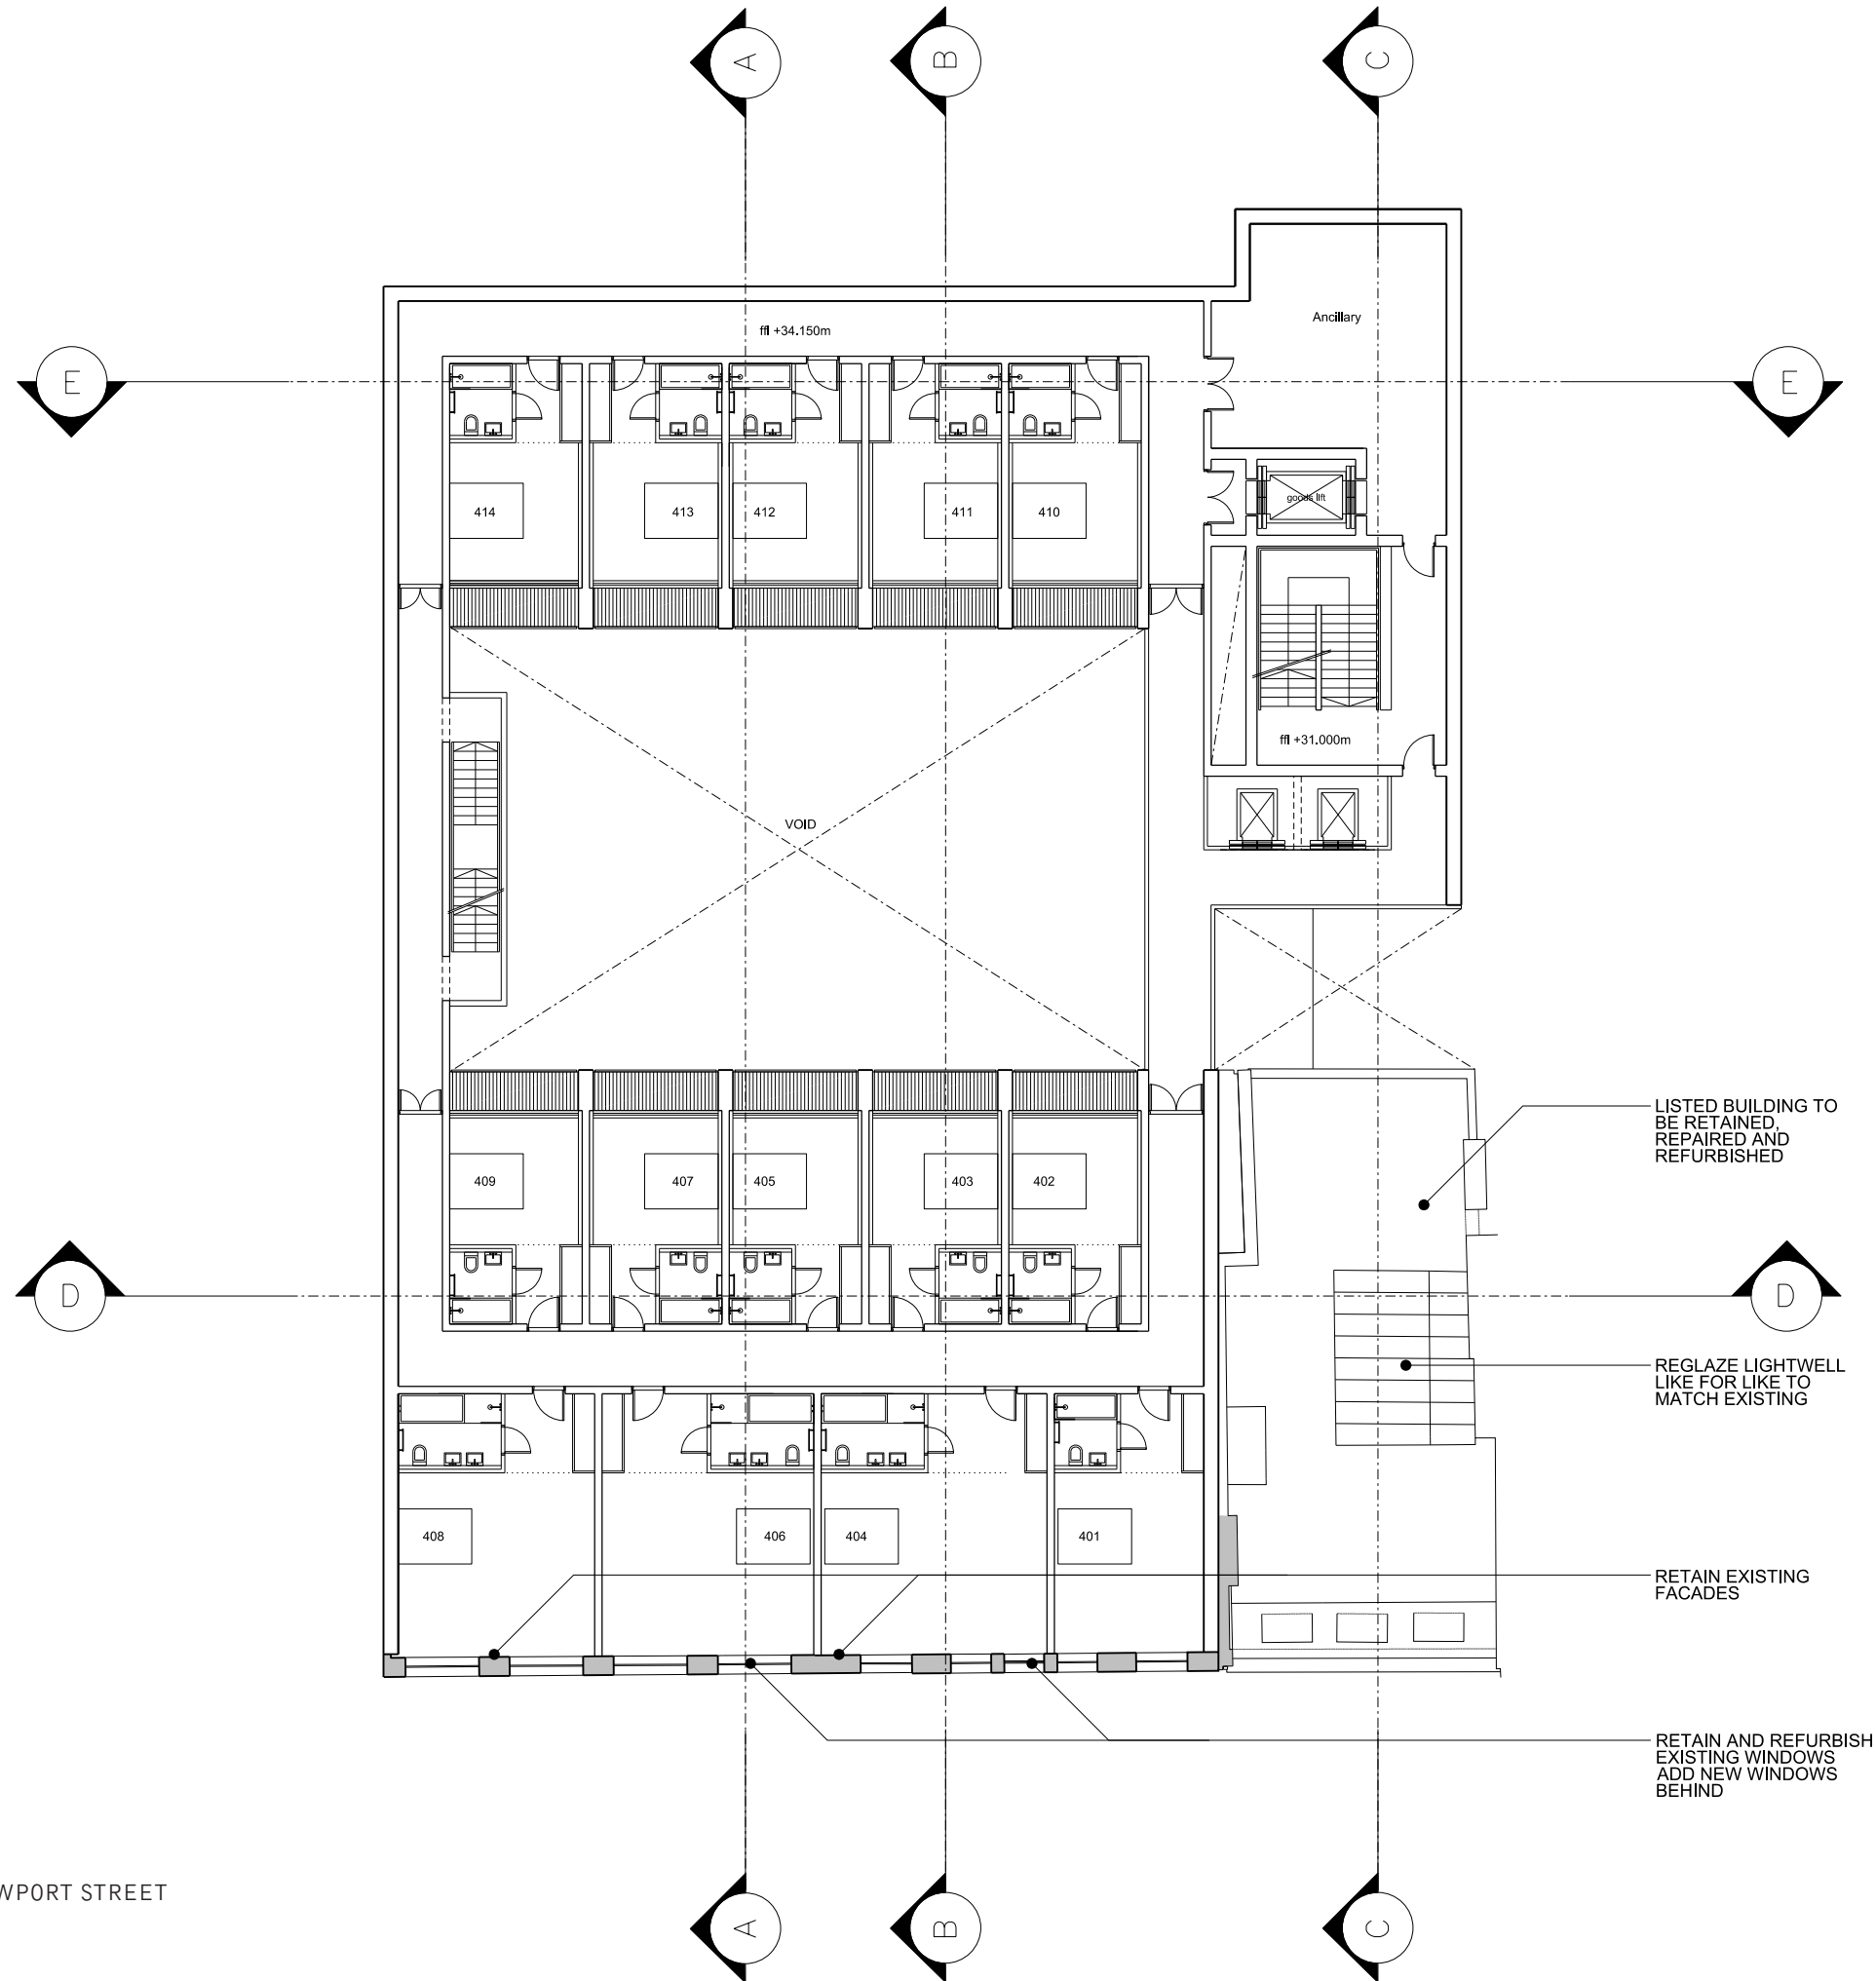 A
B
C
ffl +34.150m
Ancillary
E
E
414
413
412
411
410
goods lift
ffl +31.000m
VOID
LISTED BUILDING TO
BE RETAINED,
REPAIRED AND
REFURBISHED
409
407
405
403
402
D
D
REGLAZE LIGHTWELL
LIKE FOR LIKE TO
MATCH EXISTING
408
406
404
401
RETAIN EXISTING
FACADES
RETAIN AND REFURBISH
EXISTING WINDOWS
ADD NEW WINDOWS
BEHIND
WPORT STREET
A
B
C